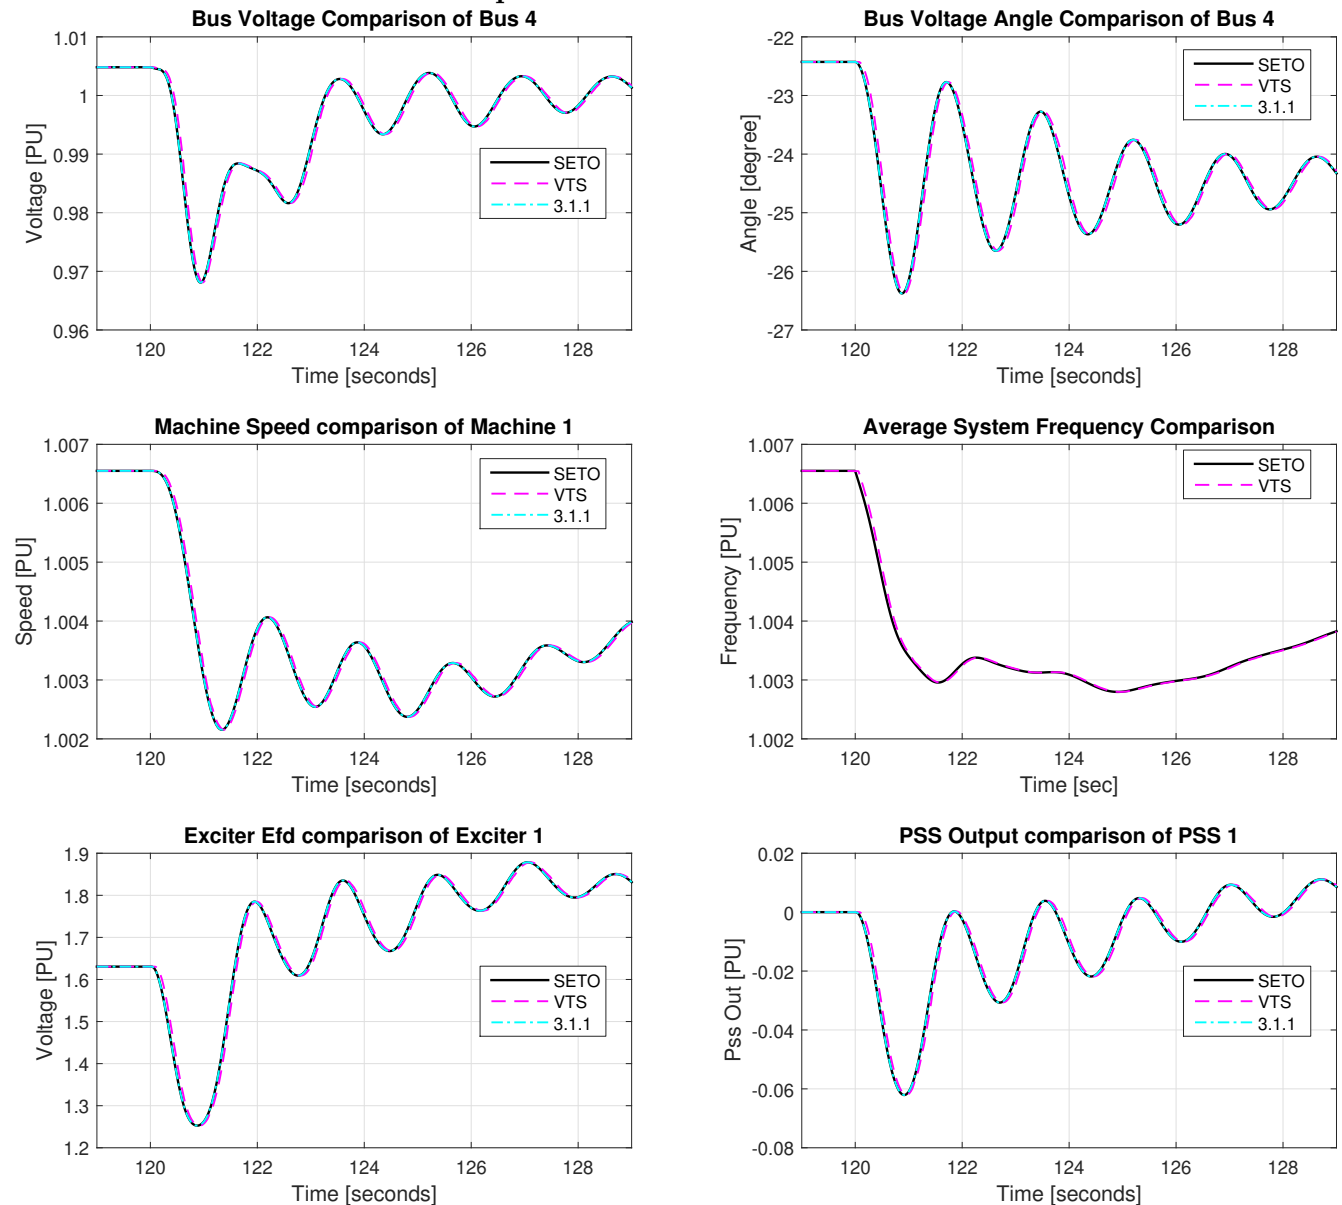 Bus Voltage Comparison of Bus 4
1.01
1
0.99
0.98
0.97
0.96
Voltage [PU]
SETO
VTS
3.1.1
120
122
124
126
128
Time [seconds]
Bus Voltage Angle Comparison of Bus 4
-22
-23
-24
-25
-26
-27
Angle [degree]
SETO
VTS
3.1.1
120
122
124
126
128
Time [seconds]
Machine Speed comparison of Machine 1
1.007
1.006
1.005
1.004
1.003
1.002
Speed [PU]
SETO
VTS
3.1.1
120
122
124
126
128
Time [seconds]
Average System Frequency Comparison
1.007
1.006
1.005
1.004
1.003
1.002
Frequency [PU]
SETO
VTS
120
122
124
126
128
Time [sec]
Exciter Efd comparison of Exciter 1
1.9
1.8
1.7
1.6
1.5
1.4
1.3
1.2
Voltage [PU]
SETO
VTS
3.1.1
120
122
124
126
128
Time [seconds]
PSS Output comparison of PSS 1
0.02
0
-0.02
-0.04
-0.06
-0.08
Pss Out [PU]
SETO
VTS
3.1.1
120
122
124
126
128
Time [seconds]